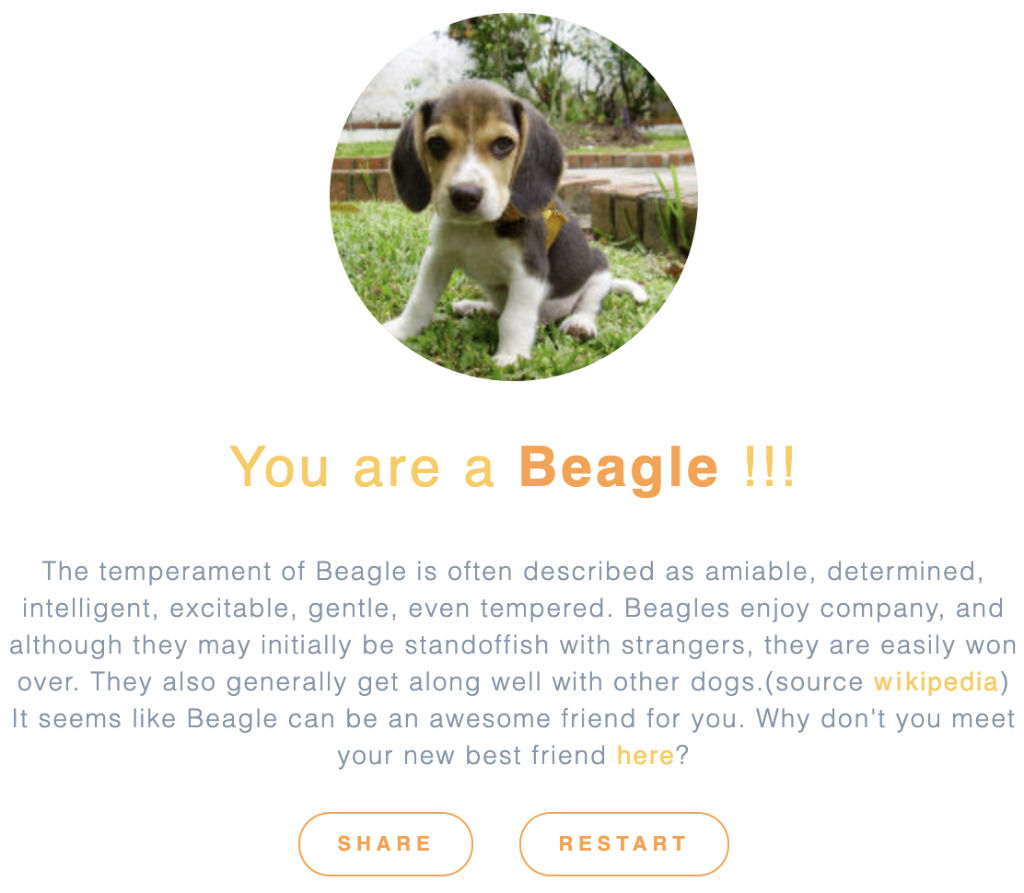 You are a Beagle !!!
The temperament of Beagle is often described as amiable, determined,
intelligent, excitable, gentle, even tempered. Beagles enjoy company, and
although they may initially be standoffish with strangers, they are easily won
over. They also generally get along well with other dogs.(source wikipedia)
It seems like Beagle can be an awesome friend for you. Why don't you meet
your new best friend here?
SHARE RESTART